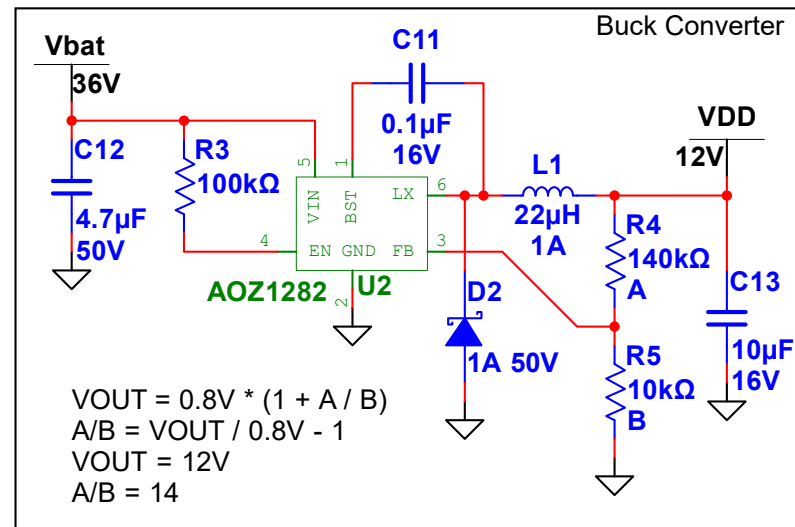 Buck Converter
Vbat
36V
C11
0.1µF
16V
VDD
12V
C12
4.7µF
50V
R3
100kΩ
5
1
VIN
BST
LX
6
L1
22µH
1A
4
EN
GND
FB
3
AOZ1282
2
U2
D2
1A 50V
R4
140kΩ
A
C13
10µF
16V
R5
10kΩ
B
VOUT = 0.8V * (1 + A / B)
A/B = VOUT / 0.8V - 1
VOUT = 12V
A/B = 14